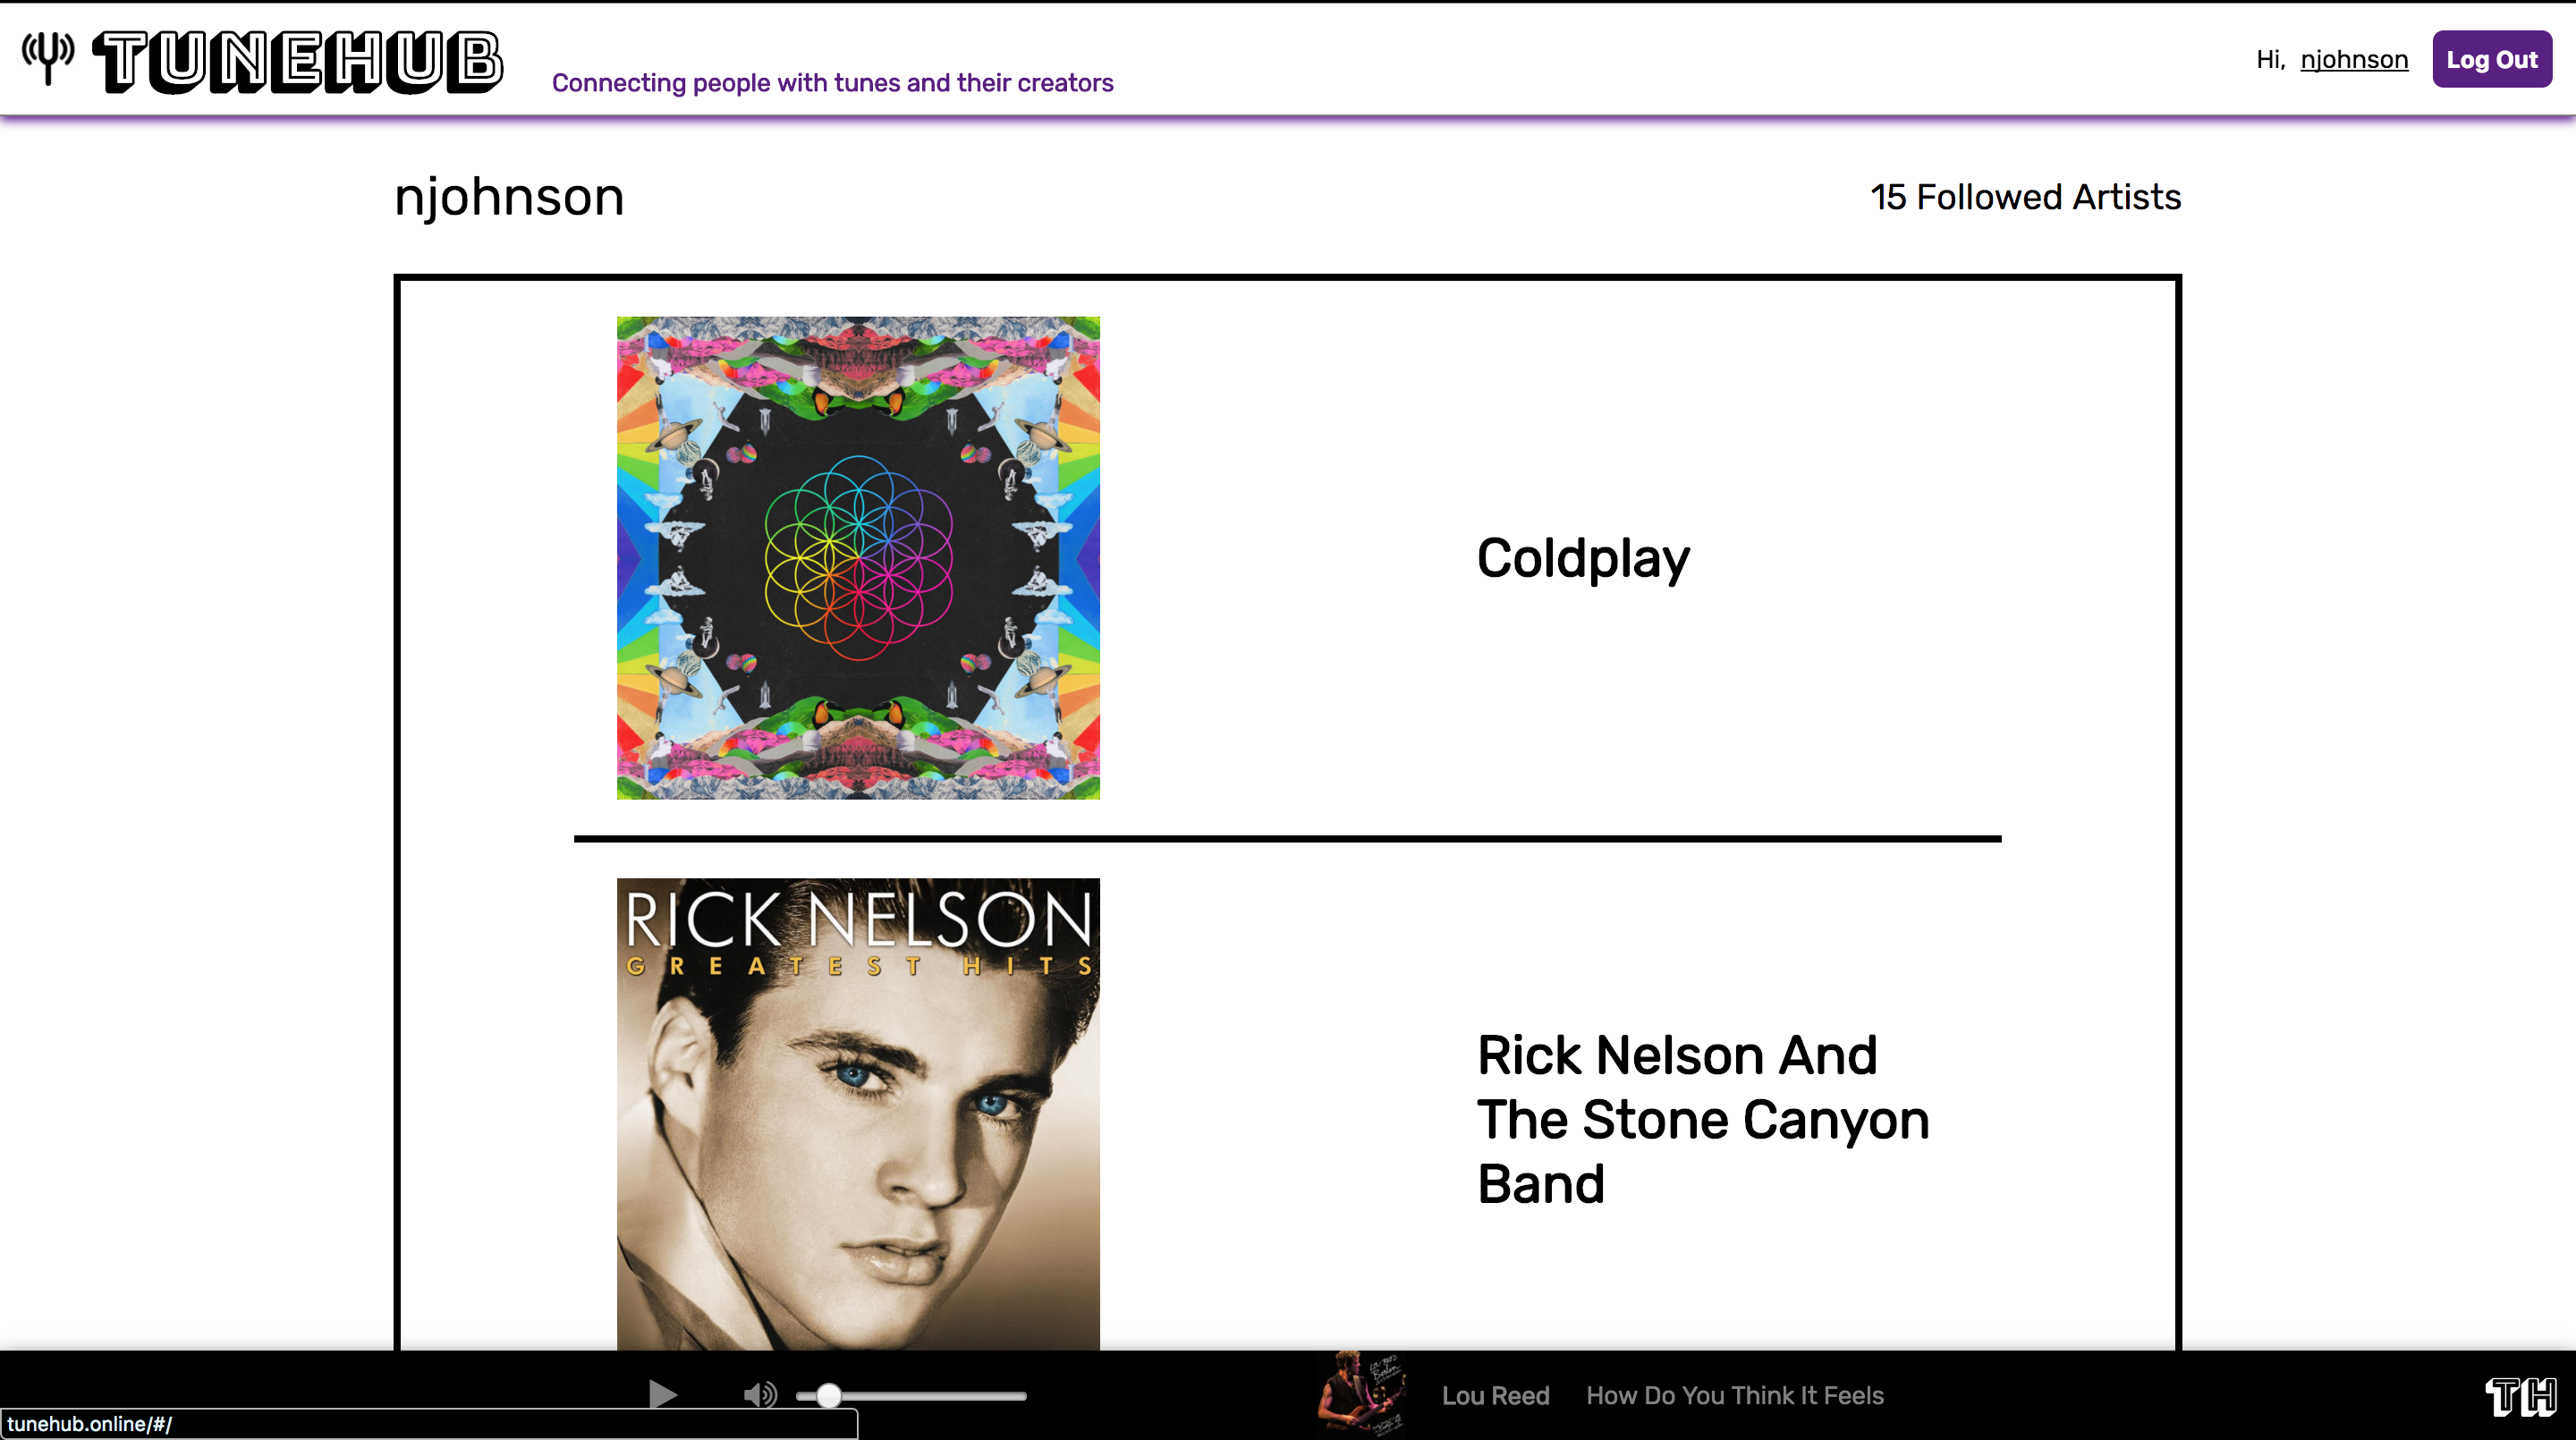 TUNEHUB
Connecting people with tunes and their creators
Hi, njohnson
Log Out
njohnson
15 Followed Artists
Coldplay
RICK NELSON
GREATEST HITS
Rick Nelson And
The Stone Canyon
Band
Lou Reed
How Do You Think It Feels
TH
tunehub.online/#/